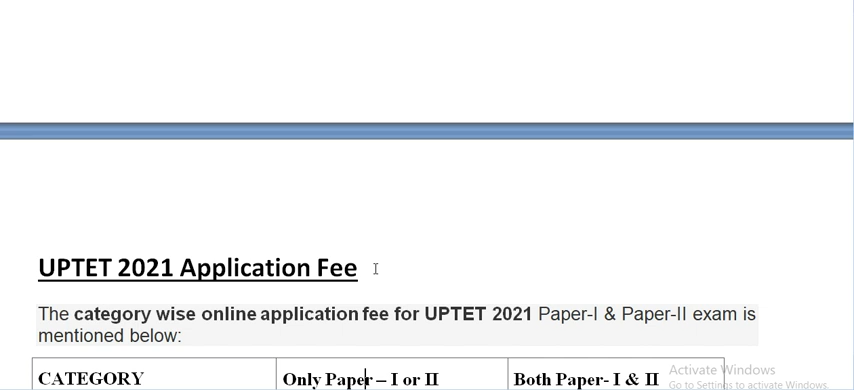 UPTET 2021 Application Fee
The category wise online application fee for UPTET 2021 Paper-I & Paper-II exam is
mentioned below:
CATEGORY Only Paper – I or II Both Paper- I & II
Activate Windows
Go to Settings to activate Windows.